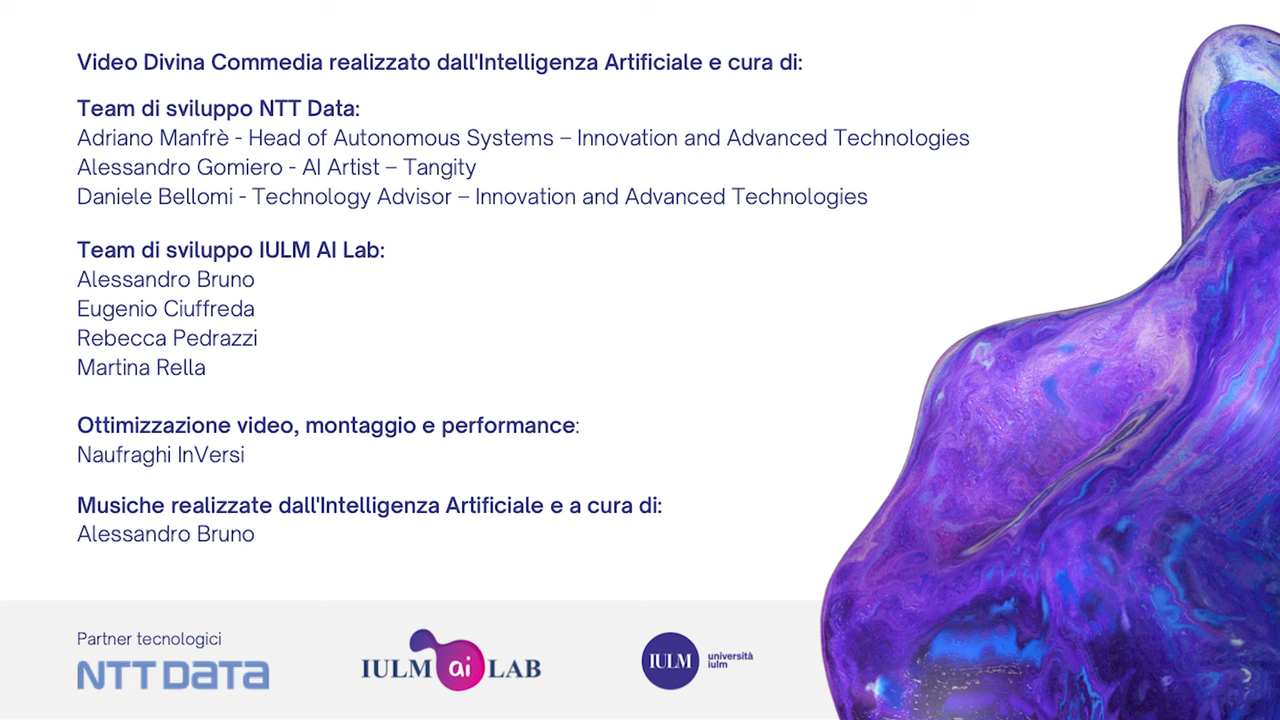 Video Divina Commedia realizzato dall'Intelligenza Artificiale e cura di:
Team di sviluppo NTT Data:
Adriano Manfrè - Head of Autonomous Systems – Innovation and Advanced Technologies
Alessandro Gomiero - AI Artist – Tangity
Daniele Bellomi - Technology Advisor – Innovation and Advanced Technologies
Team di sviluppo IULM AI Lab:
Alessandro Bruno
Eugenio Ciuffreda
Rebecca Pedrazzi
Martina Rella
Ottimizzazione video, montaggio e performance:
Naufraghi InVersi
Musiche realizzate dall'Intelligenza Artificiale e a cura di:
Alessandro Bruno
Partner tecnologici
NTT DaTa
IULM ai LAB
IULM
università
iulm